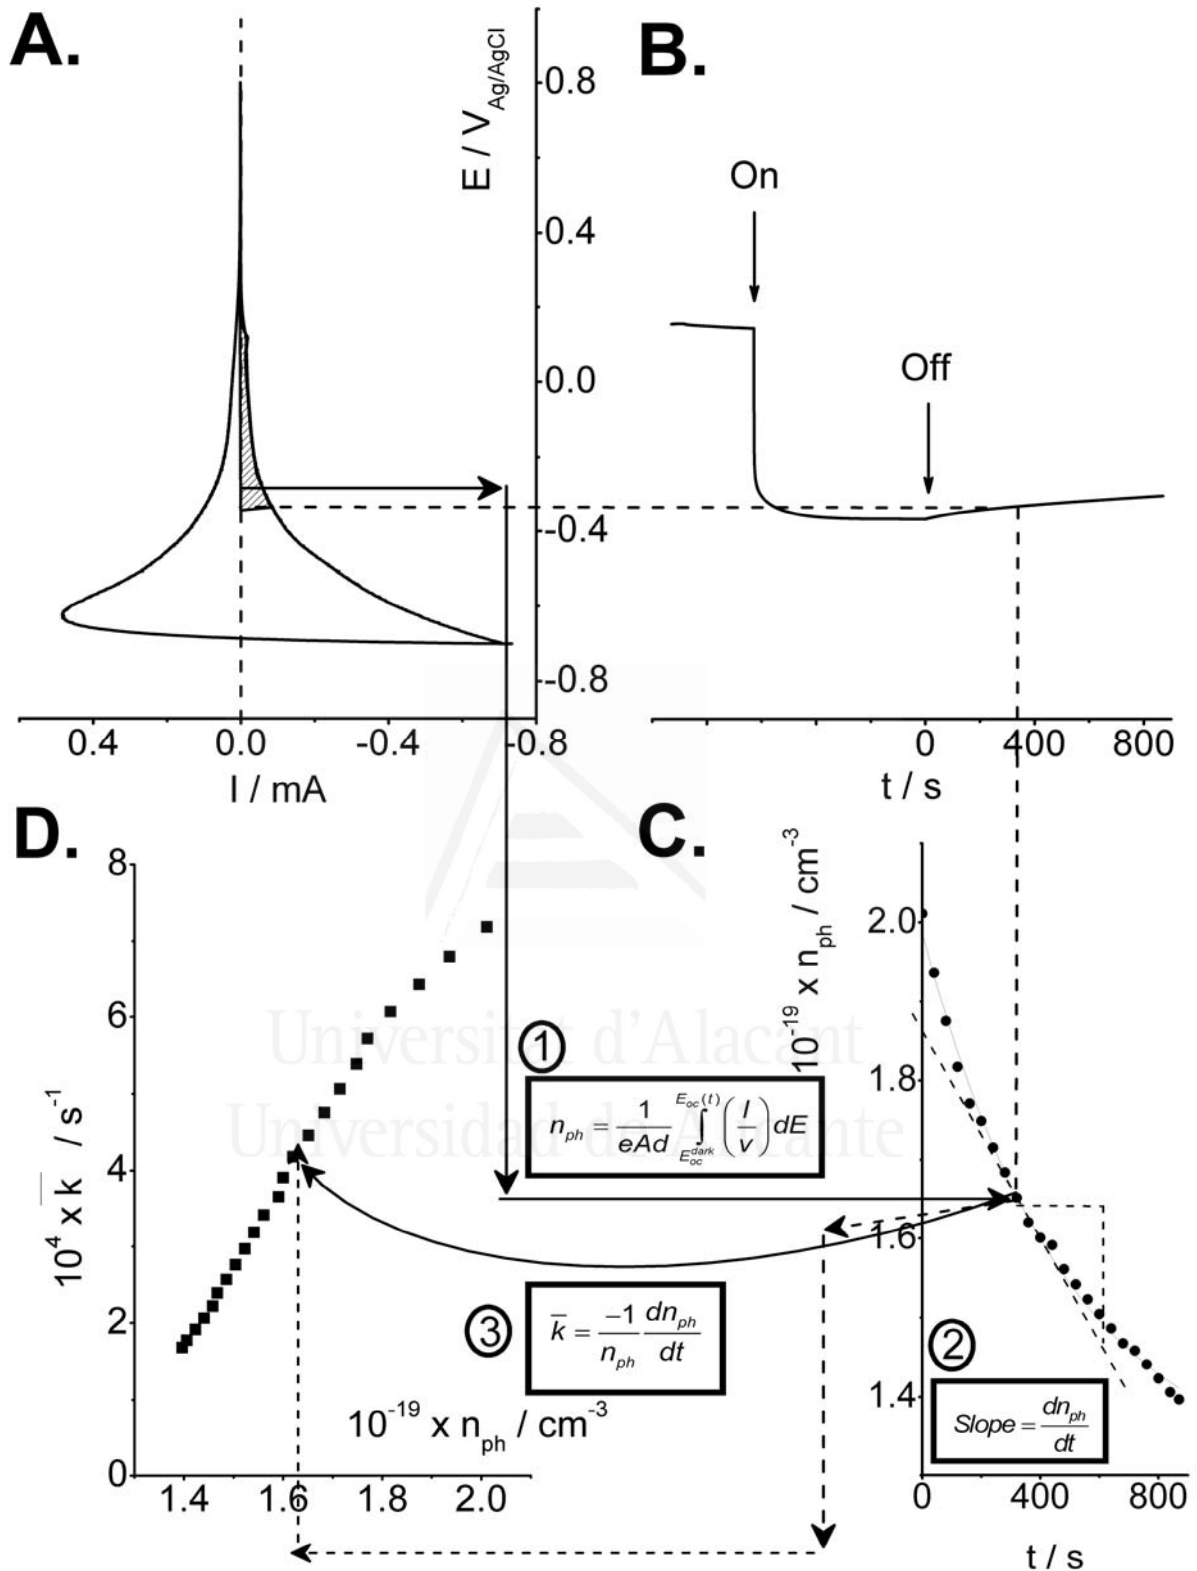 A.
E / V Ag/AgCl
0.8
0.4
0.0
-0.4
-0.8
0.4 0.0 -0.4 -0.8
I / mA
B.
On
Off
0 400 800
t / s
D.
8
6
4
2
0
10⁴ x k̅ / s⁻¹
1.4 1.6 1.8 2.0
10⁻¹⁹ x n_ph / cm⁻³
C.
10⁻¹⁹ x n_ph / cm⁻³
2.0
1.8
1.6
1.4
0 400 800
t / s
1
n_ph = 1/eAd ∫ E_oc^dark E_oc(t) (I/v) dE
2
Slope = dn_ph/dt
3
k̅ = -1/n_ph dn_ph/dt
Universitat d'Alacant
Universidad de Alicante